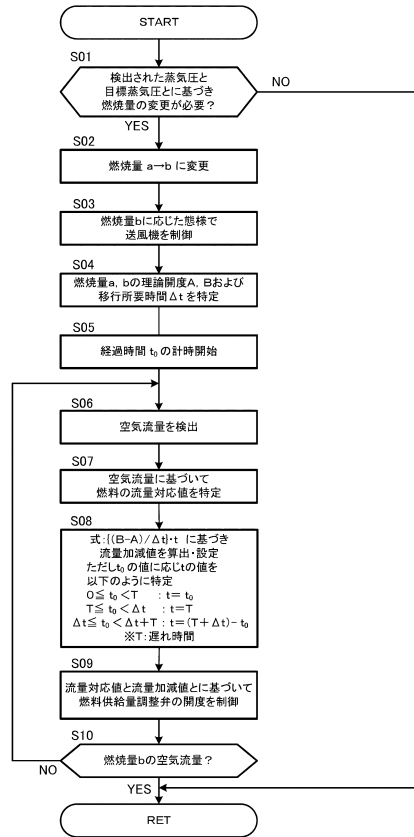 START
S01
検出された蒸気圧と
目標蒸気圧とに基づき
燃焼量の変更が必要?
NO
YES
S02
燃焼量 a→b に変更
S03
燃焼量bに応じた態様で
送風機を制御
S04
燃焼量a, bの理論開度A, Bおよび
移行所要時間Δtを特定
S05
経過時間 t₀ の計時開始
S06
空気流量を検出
S07
空気流量に基づいて
燃料の流量対応値を特定
S08
式:{(B-A)/Δt}・t に基づき
流量加減値を算出・設定
ただしt₀の値に応じtの値を
以下のように特定
0≦ t₀ <T : t= t₀
T≦ t₀ <Δt : t=T
Δt≦ t₀ <Δt+T : t=(T+Δt)- t₀
※T:遅れ時間
S09
流量対応値と流量加減値とに基づいて
燃料供給量調整弁の開度を制御
S10
燃焼量bの空気流量?
NO
YES
RET